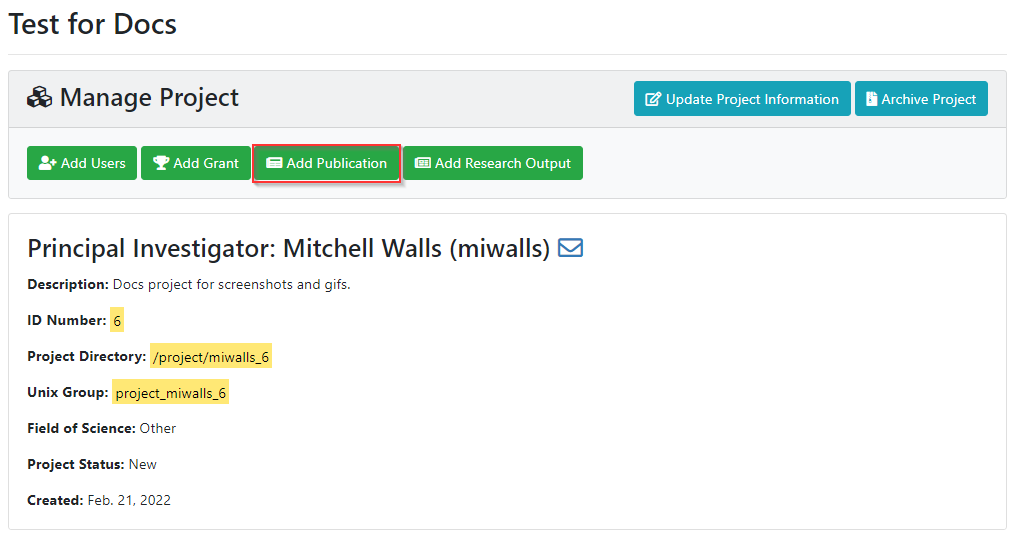 Test for Docs
Manage Project
Update Project Information
Archive Project
Add Users
Add Grant
Add Publication
Add Research Output
Principal Investigator: Mitchell Walls (miwalls)
Description: Docs project for screenshots and gifs.
ID Number: 6
Project Directory: /project/miwalls_6
Unix Group: project_miwalls_6
Field of Science: Other
Project Status: New
Created: Feb. 21, 2022